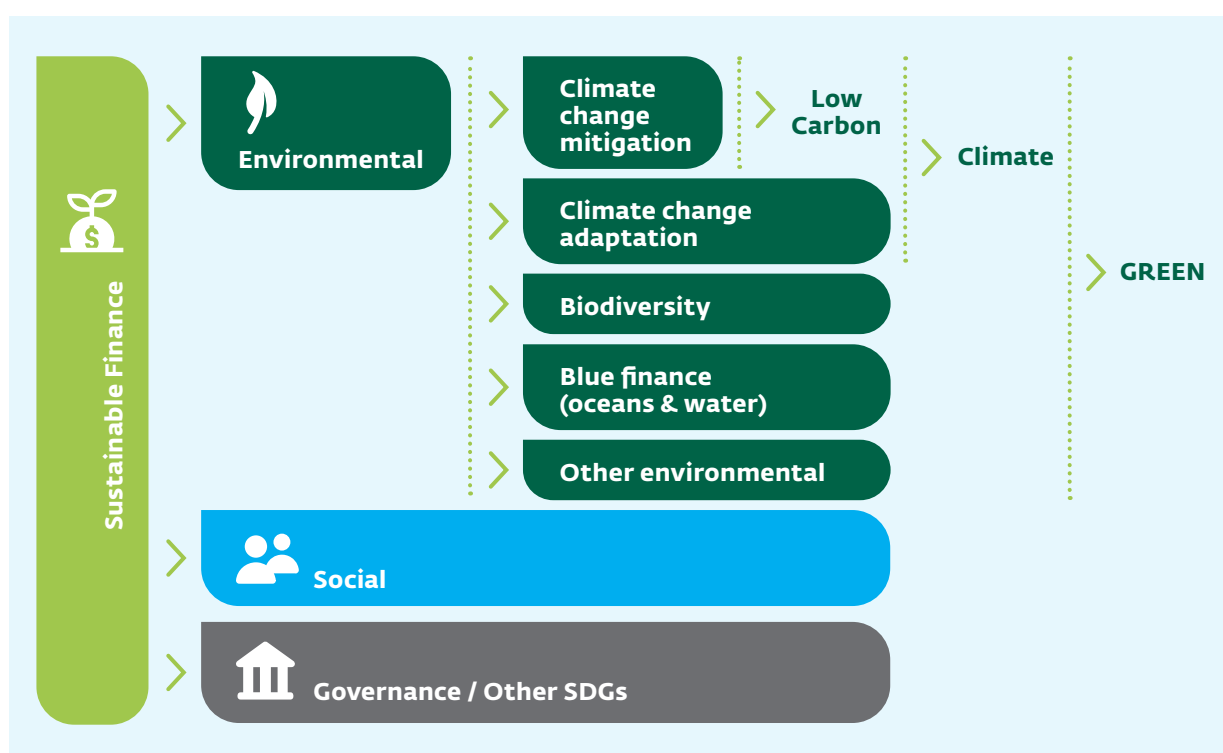 Sustainable Finance
$
Environmental
Climate
change
mitigation
Low
Carbon
Climate
GREEN
Climate change
adaptation
Biodiversity
Blue finance
(oceans & water)
Other environmental
Social
Governance / Other SDGs